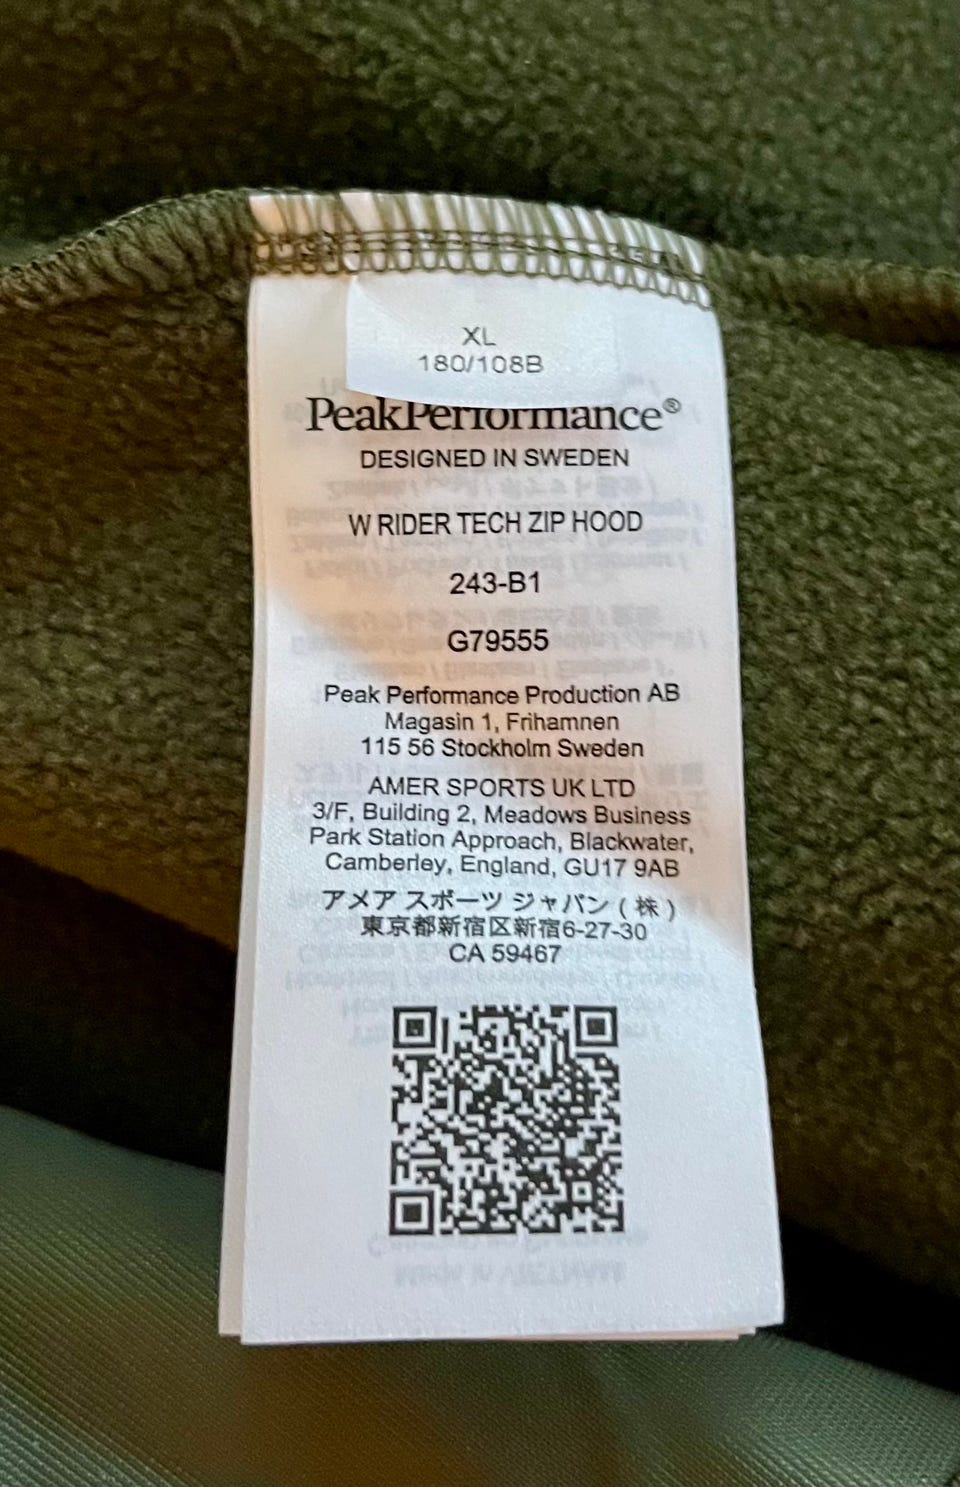 XL
180/108B
PeakPerformance®
DESIGNED IN SWEDEN
W RIDER TECH ZIP HOOD
243-B1
G79555
Peak Performance Production AB
Magasin 1, Frihamnen
115 56 Stockholm Sweden
AMER SPORTS UK LTD
3/F, Building 2, Meadows Business
Park Station Approach, Blackwater,
Camberley, England, GU17 9AB
アメア スポーツ ジャパン ( 株 )
東京都新宿区新宿6-27-30
CA 59467